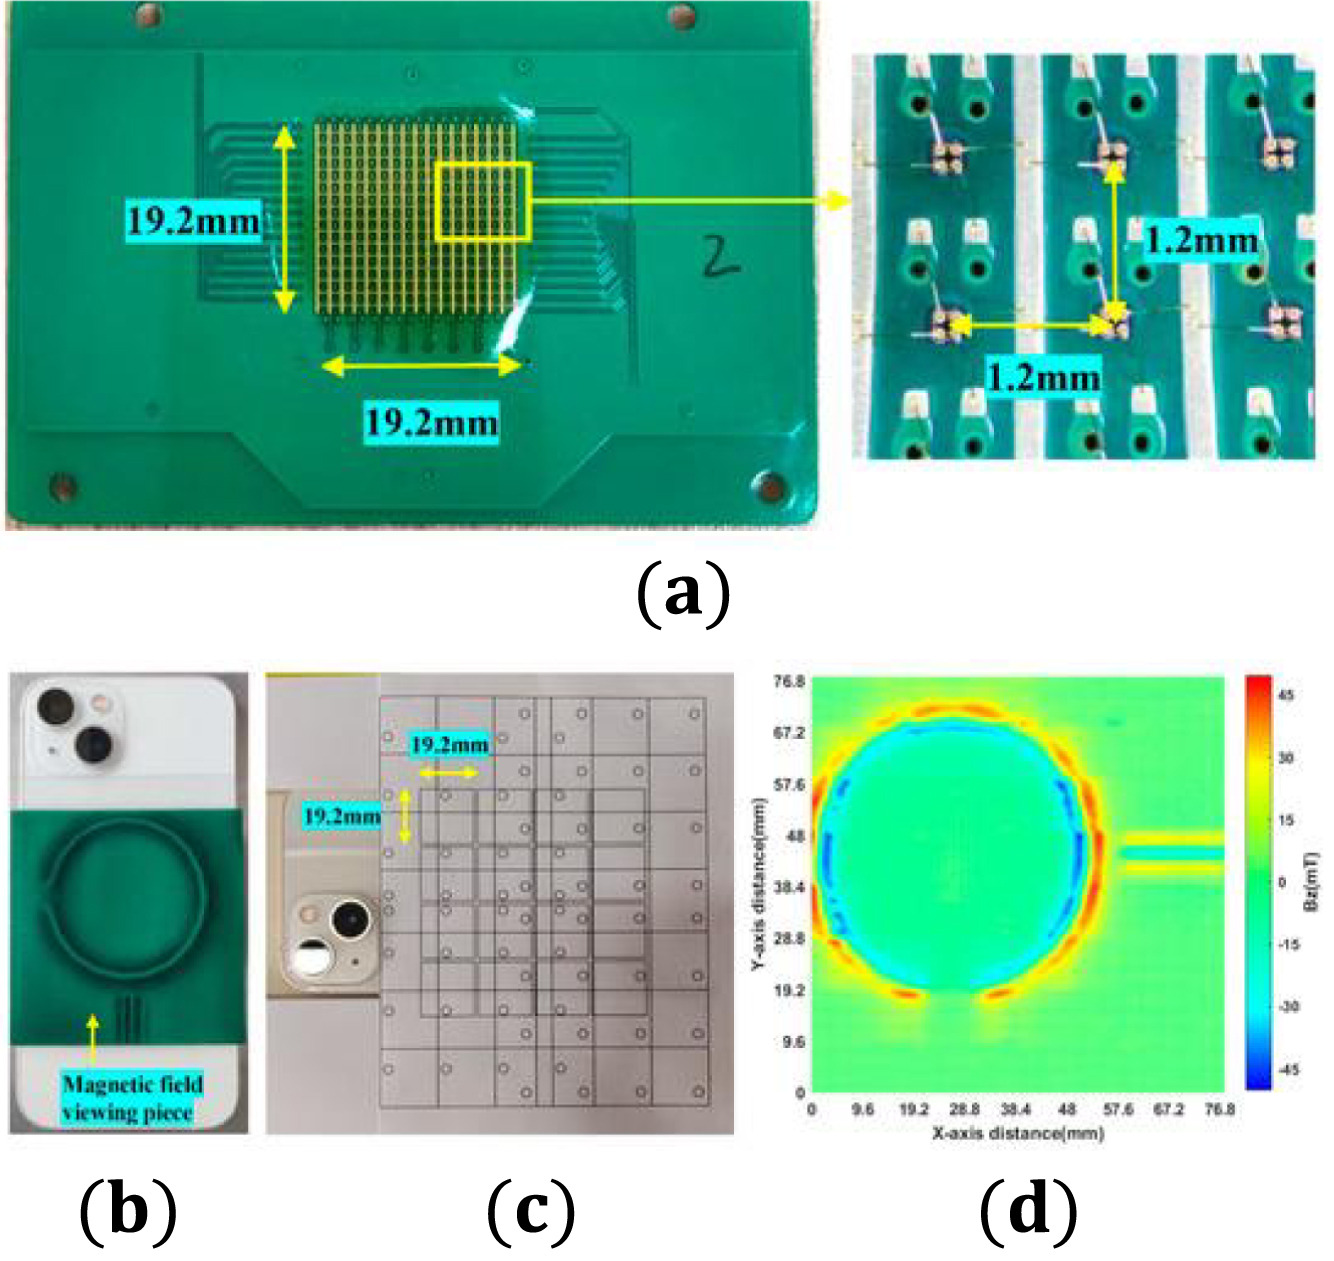 19.2mm
19.2mm
2
1.2mm
1.2mm
(a)
Magnetic field
viewing piece
(b)
19.2mm
19.2mm
(c)
76.8
67.2
57.6
48
38.4
28.8
19.2
9.6
0
Y-axis distance(mm)
0 9.6 19.2 28.8 38.4 48 57.6 67.2 76.8
X-axis distance(mm)
45
30
15
0
-15
-30
-45
Bz(mT)
(d)